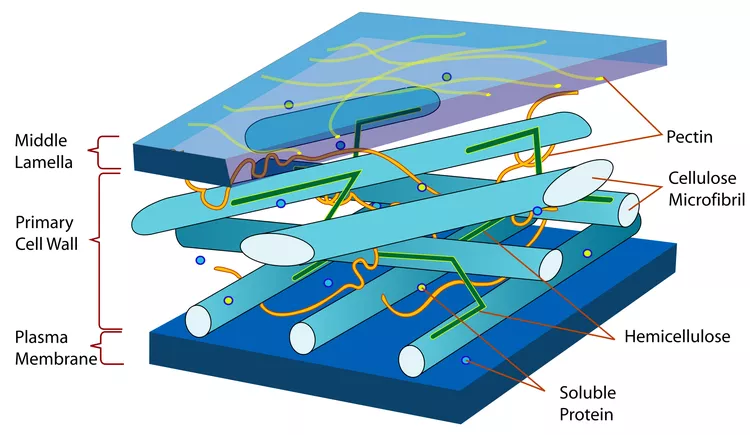 Middle
Lamella
Primary
Cell Wall
Plasma
Membrane
Pectin
Cellulose
Microfibril
Hemicellulose
Soluble
Protein